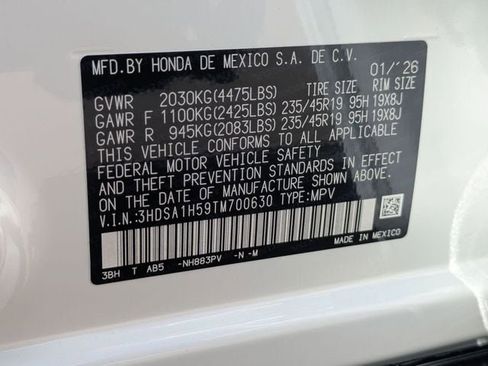 MFD.BY HONDA DE MEXICO S.A. DE C.V.
01/'26
GVWR 2030KG(4475LBS) TIRE SIZE RIM SIZE
GAWR F 1100KG(2425LBS) 235/45R19 95H 19X8J
GAWR R 945KG(2083LBS) 235/45R19 95H 19X8J
THIS VEHICLE CONFORMS TO ALL APPLICABLE
FEDERAL MOTOR VEHICLE SAFETY
AND THEFT PREVENTION STANDARDS IN EFFECT
ON THE DATE OF MANUFACTURE SHOWN ABOVE.
V.I.N.:3HDSA1H59TM700630 TYPE:MPV
3BH T AB5 -NH883PV -N -M
MADE IN MEXICO